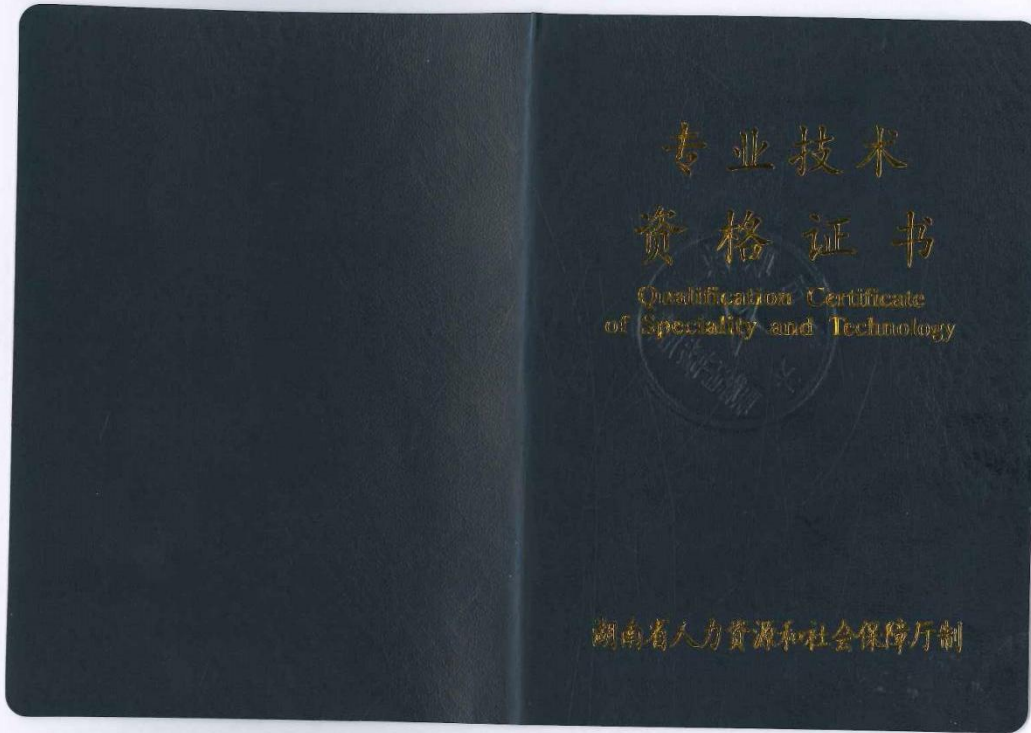 专业技术
资格证书
Qualification Certificate
of Speciality and Technology
湖南省人力资源和社会保障厅制